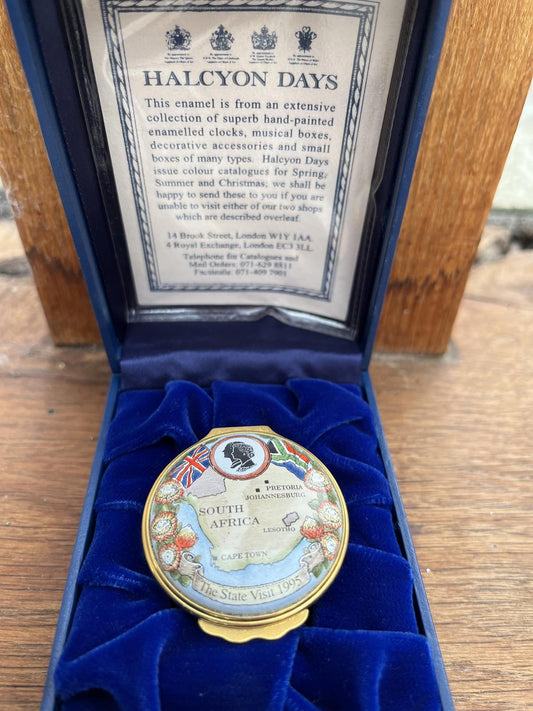 HALCYON DAYS
This enamel is from an extensive
collection of superb hand-painted
enamelled clocks, musical boxes,
decorative accessories and small
boxes of many types. Halcyon Days
issue colour catalogues for Spring,
Summer and Christmas; we shall be
happy to send these to you if you are
unable to visit either of our two shops
which are described overleaf.
14 Brook Street, London W1Y 1AA
4 Royal Exchange, London EC3 3LL
Telephone for Catalogues and
Mail Orders: 071-629 8811
Facsimile: 071-409 7901
PRETORIA
JOHANNESBURG
SOUTH
AFRICA
LESOTHO
CAPE TOWN
The State Visit 1995